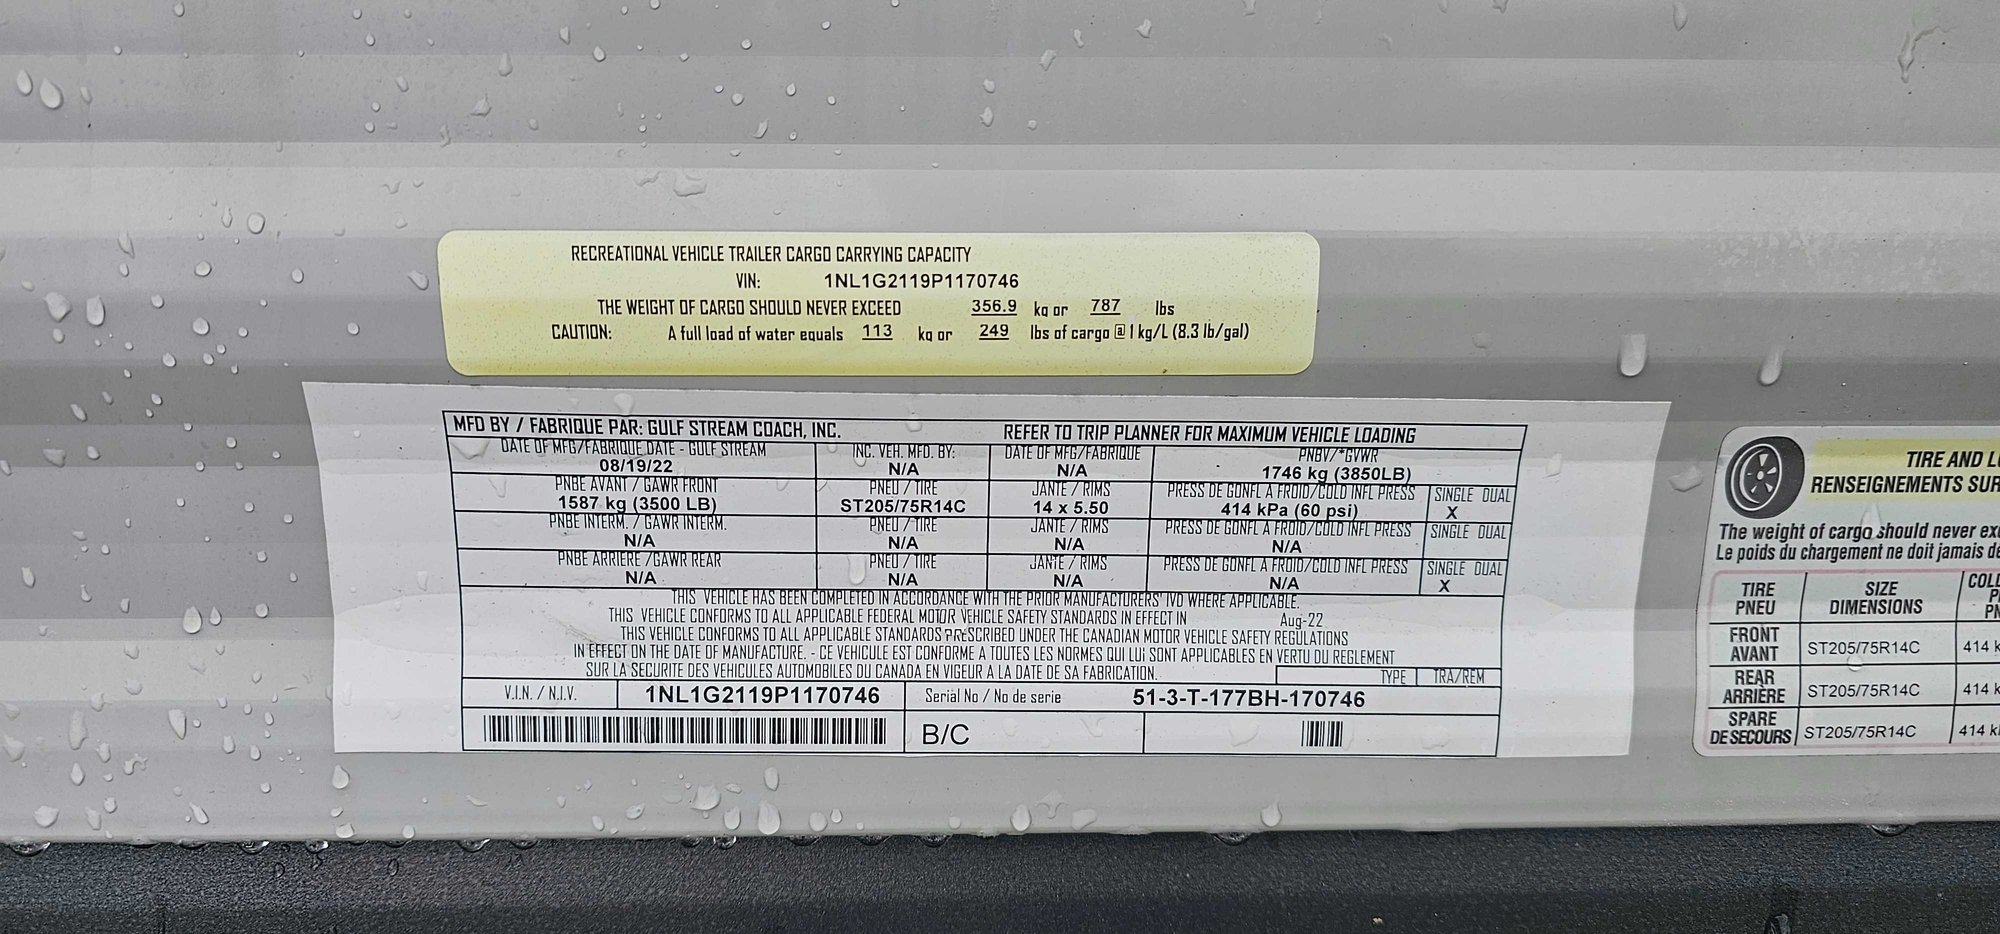 RECREATIONAL VEHICLE TRAILER CARGO CARRYING CAPACITY
VIN: 1NL1G2119P1170746
THE WEIGHT OF CARGO SHOULD NEVER EXCEED 356.9 kg or 787 lbs
CAUTION: A full load of water equals 113 kg or 249 lbs of cargo @ 1 kg/L (8.3 lb/gal)
MFD BY / FABRIQUE PAR: GULF STREAM COACH, INC. REFER TO TRIP PLANNER FOR MAXIMUM VEHICLE LOADING
DATE OF MFG/FABRIQUE DATE - GULF STREAM INC. VEH. MFD. BY: DATE OF MFG/FABRIQUE PNBV/*GVWR
08/19/22 N/A N/A 1746 kg (3850LB)
PNBE AVANT / GAWR FRONT PNEU / TIRE JANTE / RIMS PRESS DE GONFL A FROID/COLD INFL PRESS SINGLE DUAL
1587 kg (3500 LB) ST205/75R14C 14 x 5.50 414 kPa (60 psi) X
PNBE INTERM. / GAWR INTERM. PNEU / TIRE JANTE / RIMS PRESS DE GONFL A FROID/COLD INFL PRESS SINGLE DUAL
N/A N/A N/A N/A
PNBE ARRIERE /GAWR REAR PNEU / TIRE JANTE / RIMS PRESS DE GONFL A FROID/COLD INFL PRESS SINGLE DUAL
N/A N/A N/A N/A X
THIS VEHICLE HAS BEEN COMPLETED IN ACCORDANCE WITH THE PRIOR MANUFACTURERS' IVD WHERE APPLICABLE.
THIS VEHICLE CONFORMS TO ALL APPLICABLE FEDERAL MOTOR VEHICLE SAFETY STANDARDS IN EFFECT IN Aug-22
THIS VEHICLE CONFORMS TO ALL APPLICABLE STANDARDS PRESCRIBED UNDER THE CANADIAN MOTOR VEHICLE SAFETY REGULATIONS
IN EFFECT ON THE DATE OF MANUFACTURE. - CE VEHICULE EST CONFORME A TOUTES LES NORMES QUI LUI SONT APPLICABLES EN VERTU DU REGLEMENT
SUR LA SECURITE DES VEHICULES AUTOMOBILES DU CANADA EN VIGEUR A LA DATE DE SA FABRICATION. TYPE TRA/REM
V.I.N. / N.I.V. 1NL1G2119P1170746 Serial No / No de serie 51-3-T-177BH-170746
B/C
TIRE AND L
RENSEIGNEMENTS SUR
The weight of cargo should never ex
Le poids du chargement ne doit jamais d
TIRE PNEU SIZE DIMENSIONS COL
FRONT AVANT ST205/75R14C 414 k
REAR ARRIÈRE ST205/75R14C 414 k
SPARE DE SECOURS ST205/75R14C 414 k